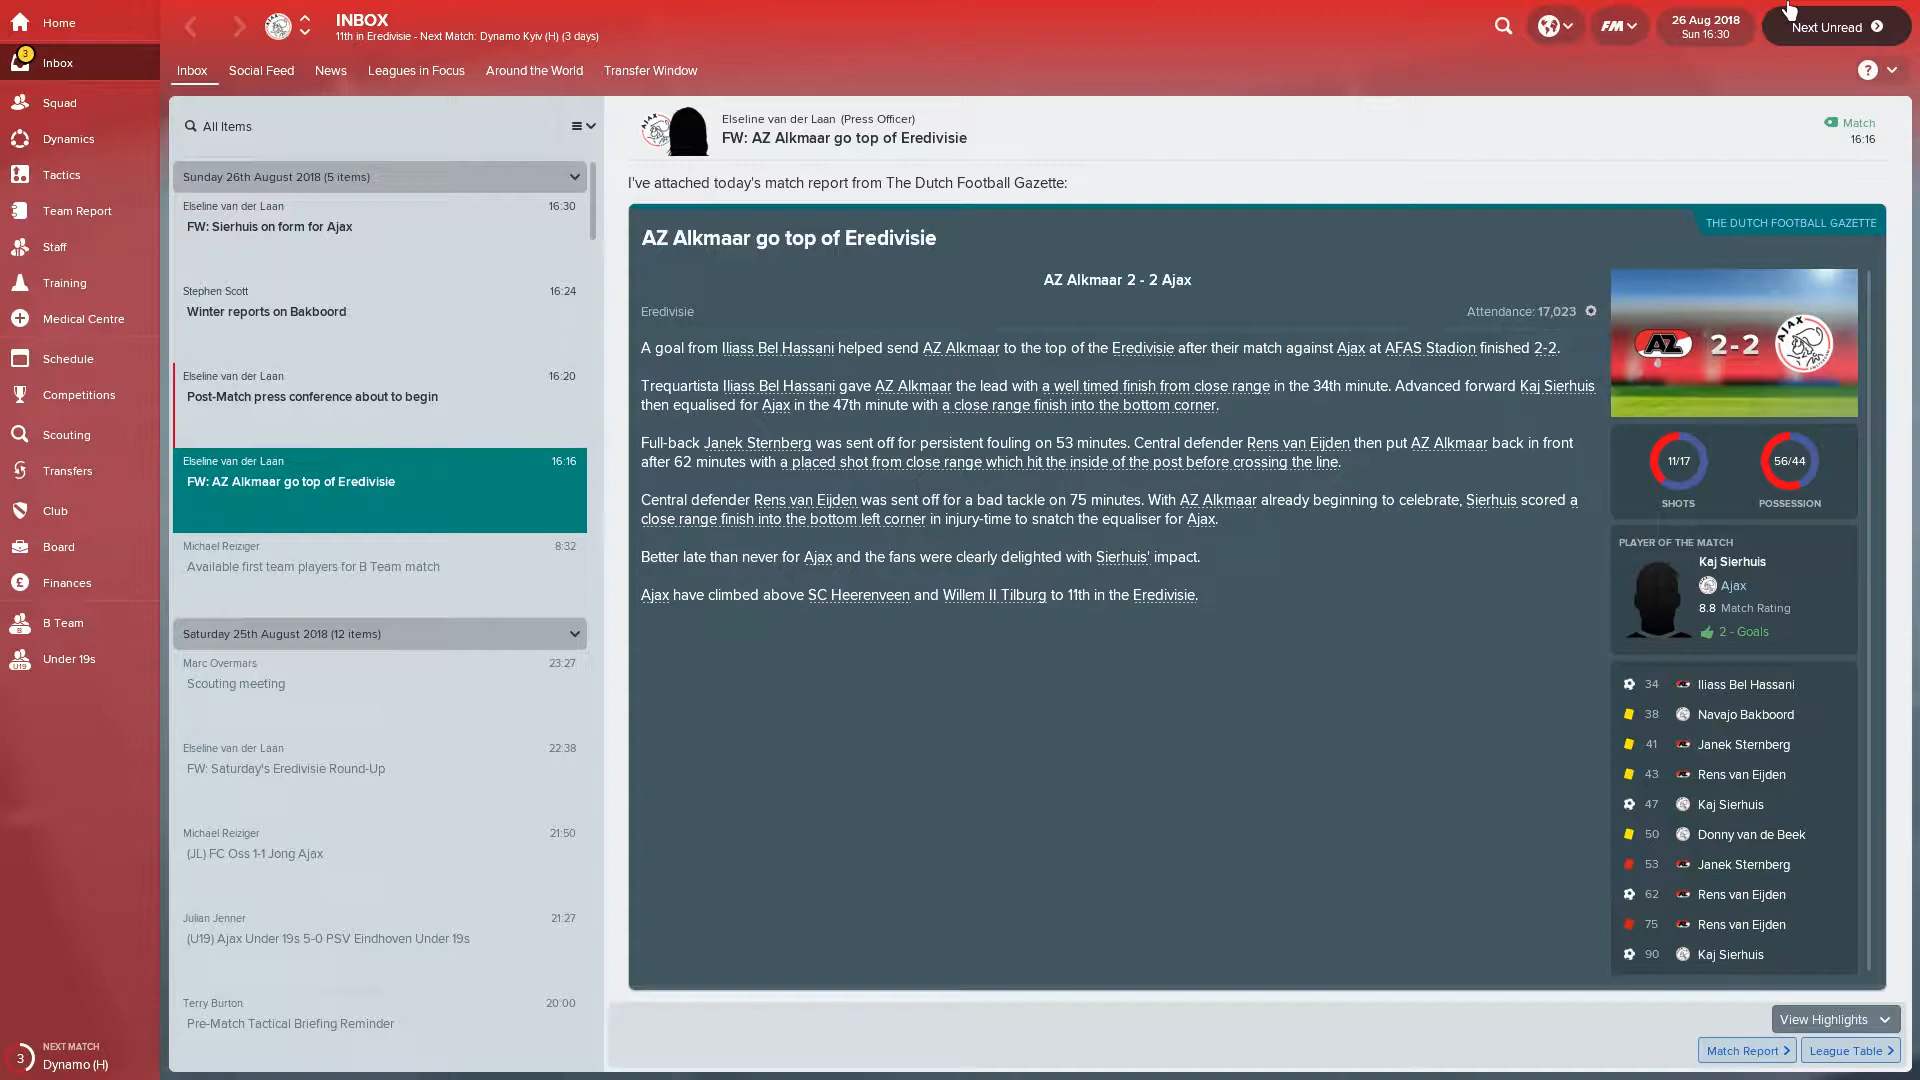 Home
3
Inbox
Squad
Dynamics
Tactics
Team Report
Staff
Training
Medical Centre
Schedule
Competitions
Scouting
Transfers
Club
Board
Finances
B
B Team
U19
Under 19s
NEXT MATCH
3
Dynamo (H)
INBOX
11th in Eredivisie - Next Match: Dynamo Kyiv (H) (3 days)
FM
26 Aug 2018
Sun 16:30
Next Unread
Inbox Social Feed News Leagues in Focus Around the World Transfer Window
?
All Items
Sunday 26th August 2018 (5 items)
Elseline van der Laan 16:30
FW: Sierhuis on form for Ajax
Stephen Scott 16:24
Winter reports on Bakboord
Elseline van der Laan 16:20
Post-Match press conference about to begin
Elseline van der Laan 16:16
FW: AZ Alkmaar go top of Eredivisie
Michael Reiziger 8:32
Available first team players for B Team match
Saturday 25th August 2018 (12 items)
Marc Overmars 23:27
Scouting meeting
Elseline van der Laan 22:38
FW: Saturday's Eredivisie Round-Up
Michael Reiziger 21:50
(JL) FC Oss 1-1 Jong Ajax
Julian Jenner 21:27
(U19) Ajax Under 19s 5-0 PSV Eindhoven Under 19s
Terry Burton 20:00
Pre-Match Tactical Briefing Reminder
AJAX
Elseline van der Laan (Press Officer)
FW: AZ Alkmaar go top of Eredivisie
Match
16:16
I've attached today's match report from The Dutch Football Gazette:
THE DUTCH FOOTBALL GAZETTE
AZ Alkmaar go top of Eredivisie
AZ Alkmaar 2 - 2 Ajax
Eredivisie Attendance: 17,023
A goal from Iliass Bel Hassani helped send AZ Alkmaar to the top of the Eredivisie after their match against Ajax at AFAS Stadion finished 2-2.
Trequartista Iliass Bel Hassani gave AZ Alkmaar the lead with a well timed finish from close range in the 34th minute. Advanced forward Kaj Sierhuis
then equalised for Ajax in the 47th minute with a close range finish into the bottom corner.
Full-back Janek Sternberg was sent off for persistent fouling on 53 minutes. Central defender Rens van Eijden then put AZ Alkmaar back in front
after 62 minutes with a placed shot from close range which hit the inside of the post before crossing the line.
Central defender Rens van Eijden was sent off for a bad tackle on 75 minutes. With AZ Alkmaar already beginning to celebrate, Sierhuis scored a
close range finish into the bottom left corner in injury-time to snatch the equaliser for Ajax.
Better late than never for Ajax and the fans were clearly delighted with Sierhuis' impact.
Ajax have climbed above SC Heerenveen and Willem II Tilburg to 11th in the Eredivisie.
AZ 2-2 AJAX
11/17 56/44
SHOTS POSSESSION
PLAYER OF THE MATCH
Kaj Sierhuis
Ajax
8.8 Match Rating
2 - Goals
34 Iliass Bel Hassani
38 Navajo Bakboord
41 Janek Sternberg
43 Rens van Eijden
47 Kaj Sierhuis
50 Donny van de Beek
53 Janek Sternberg
62 Rens van Eijden
75 Rens van Eijden
90 Kaj Sierhuis
View Highlights
Match Report
League Table